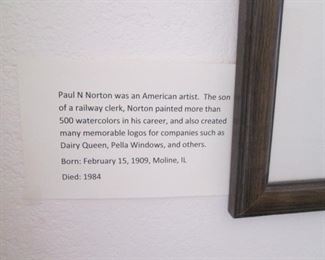 Paul N Norton was an American artist. The son
of a railway clerk, Norton painted more than
500 watercolors in his career, and also created
many memorable logos for companies such as
Dairy Queen, Pella Windows, and others.
Born: February 15, 1909, Moline, IL
Died: 1984